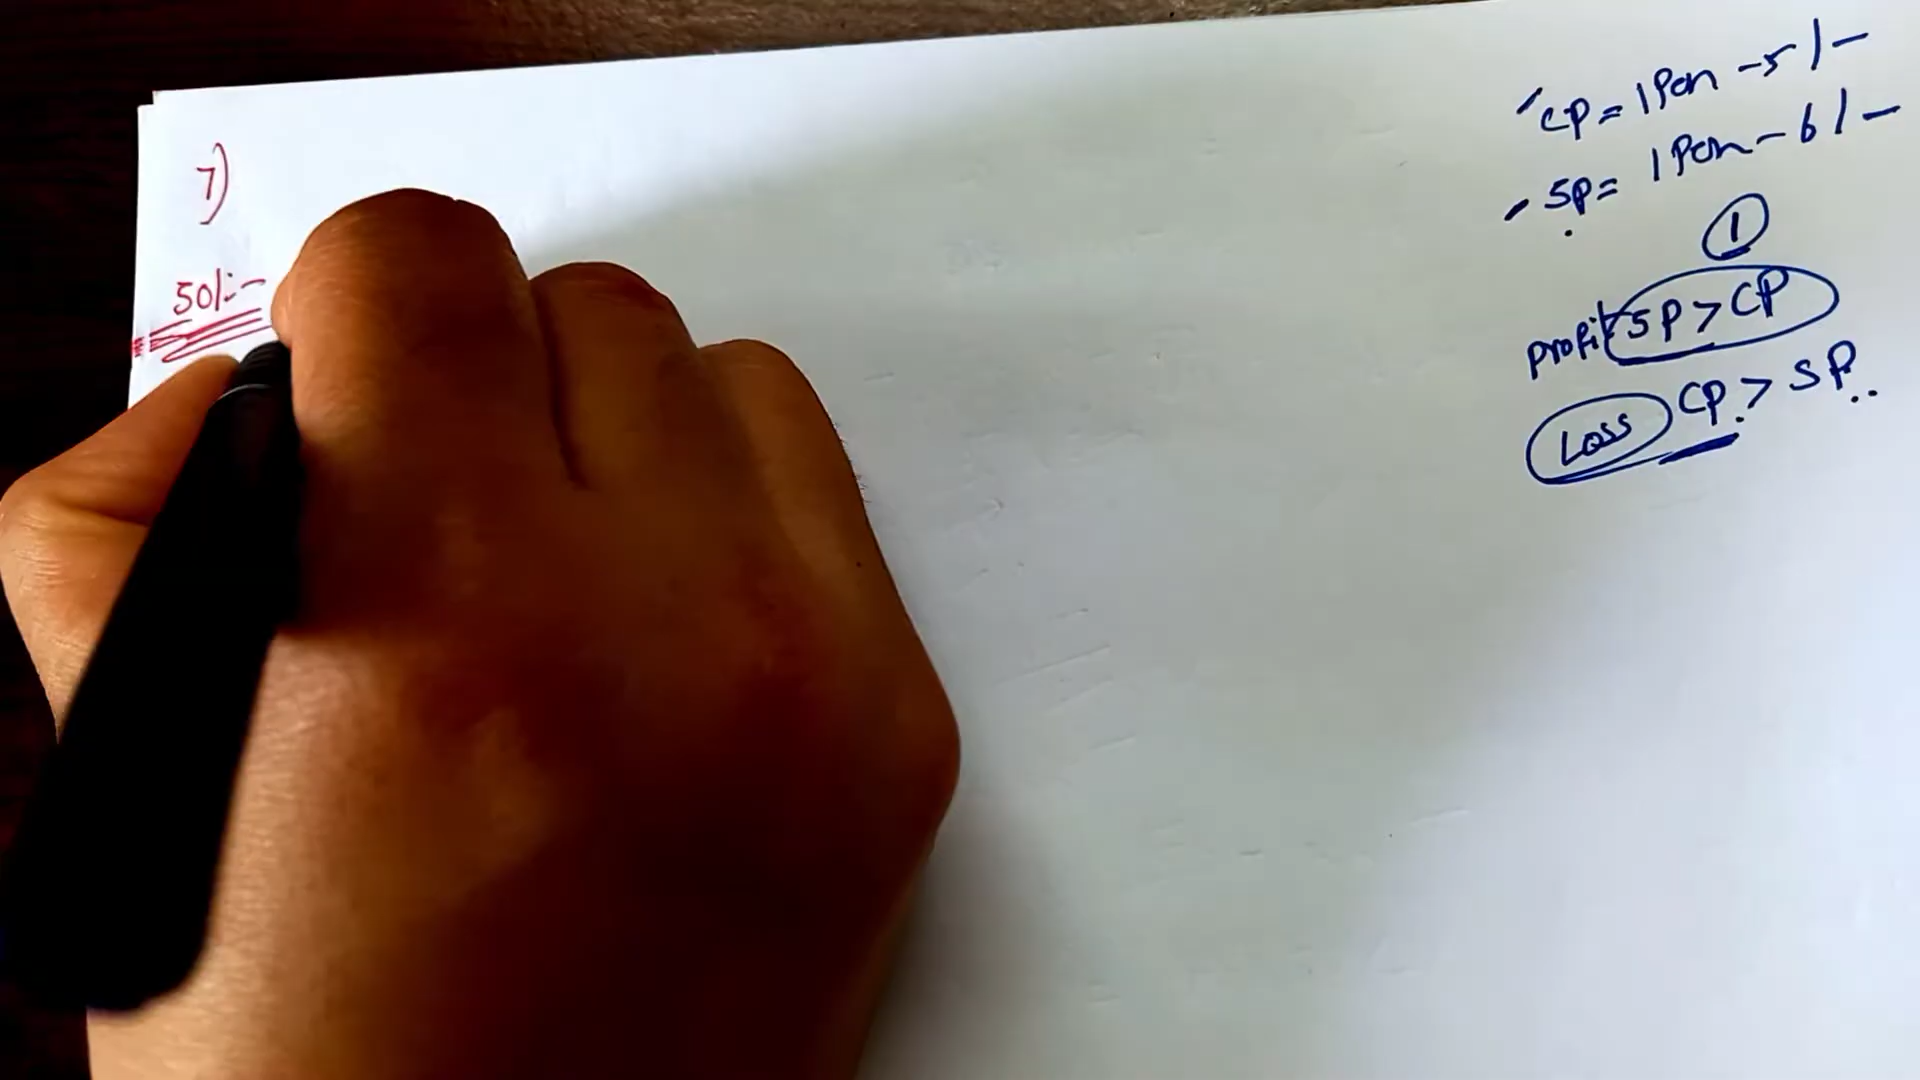 7)
50/:-
CP = 1 Pen - 5/-
SP = 1 Pen - 6/-
1
Profit SP > CP
Loss CP > SP